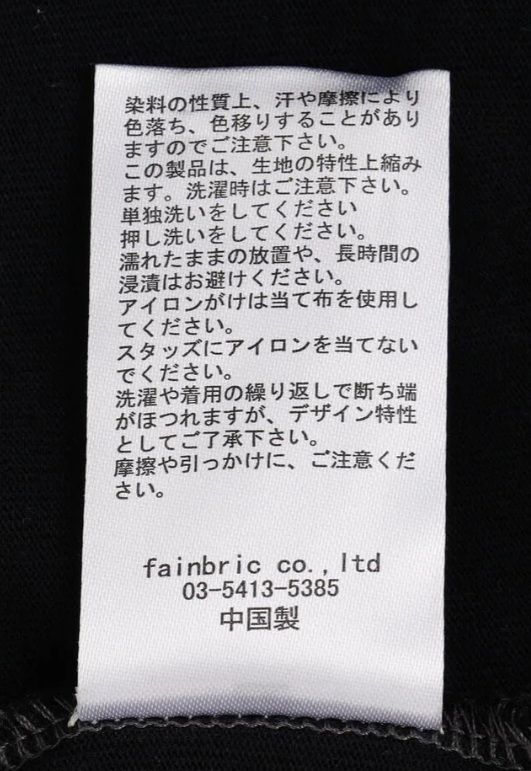 染料の性質上、汗や摩擦により
色落ち、色移りすることがあり
ますのでご注意下さい。
この製品は、生地の特性上縮み
ます。洗濯時はご注意下さい。
単独洗いをしてください
押し洗いをしてください。
濡れたままの放置や、長時間の
浸漬はお避けください。
アイロンがけは当て布を使用し
てください。
スタッズにアイロンを当てない
でください。
洗濯や着用の繰り返しで断ち端
がほつれますが、デザイン特性
としてご了承下さい。
摩擦や引っかけに、ご注意くだ
さい。
fainbric co.,ltd
03-5413-5385
中国製